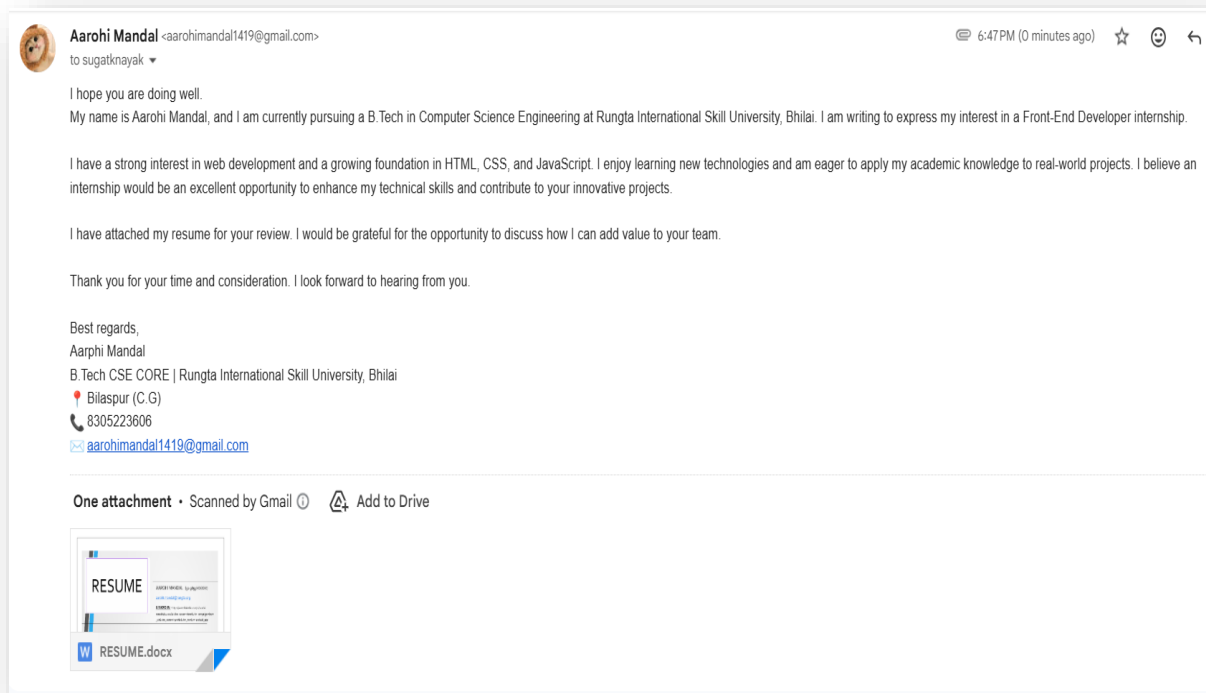 Aarohi Mandal <aarohimandal1419@gmail.com>
6:47 PM (0 minutes ago)
to sugatknayak
I hope you are doing well.
My name is Aarohi Mandal, and I am currently pursuing a B.Tech in Computer Science Engineering at Rungta International Skill University, Bhilai. I am writing to express my interest in a Front-End Developer internship.
I have a strong interest in web development and a growing foundation in HTML, CSS, and JavaScript. I enjoy learning new technologies and am eager to apply my academic knowledge to real-world projects. I believe an
internship would be an excellent opportunity to enhance my technical skills and contribute to your innovative projects.
I have attached my resume for your review. I would be grateful for the opportunity to discuss how I can add value to your team.
Thank you for your time and consideration. I look forward to hearing from you.
Best regards,
Aarphi Mandal
B.Tech CSE CORE | Rungta International Skill University, Bhilai
📍 Bilaspur (C.G)
📞 8305223606
✉️ aarohimandal1419@gmail.com
One attachment • Scanned by Gmail
Add to Drive
RESUME
AAROHI MANDAL
W RESUME.docx